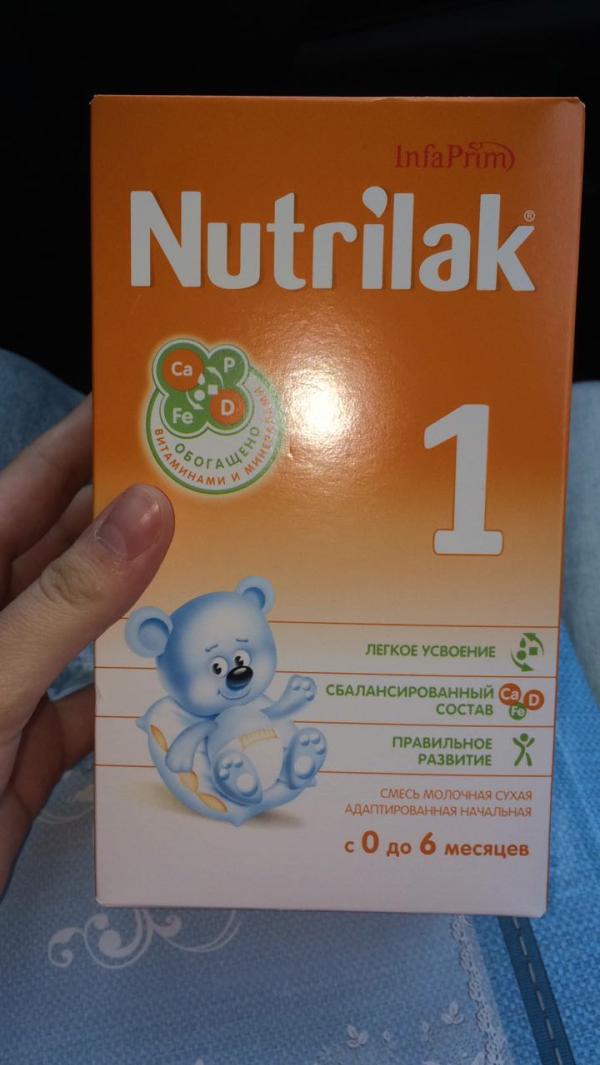 InfaPrim
Nutrilak®
Ca P
Fe D
ОБОГАЩЕНО
ВИТАМИНАМИ И МИНЕРАЛАМИ
1
ЛЕГКОЕ УСВОЕНИЕ
СБАЛАНСИРОВАННЫЙ
СОСТАВ
Ca D
Fe
ПРАВИЛЬНОЕ
РАЗВИТИЕ
СМЕСЬ МОЛОЧНАЯ СУХАЯ
АДАПТИРОВАННАЯ НАЧАЛЬНАЯ
с 0 до 6 месяцев